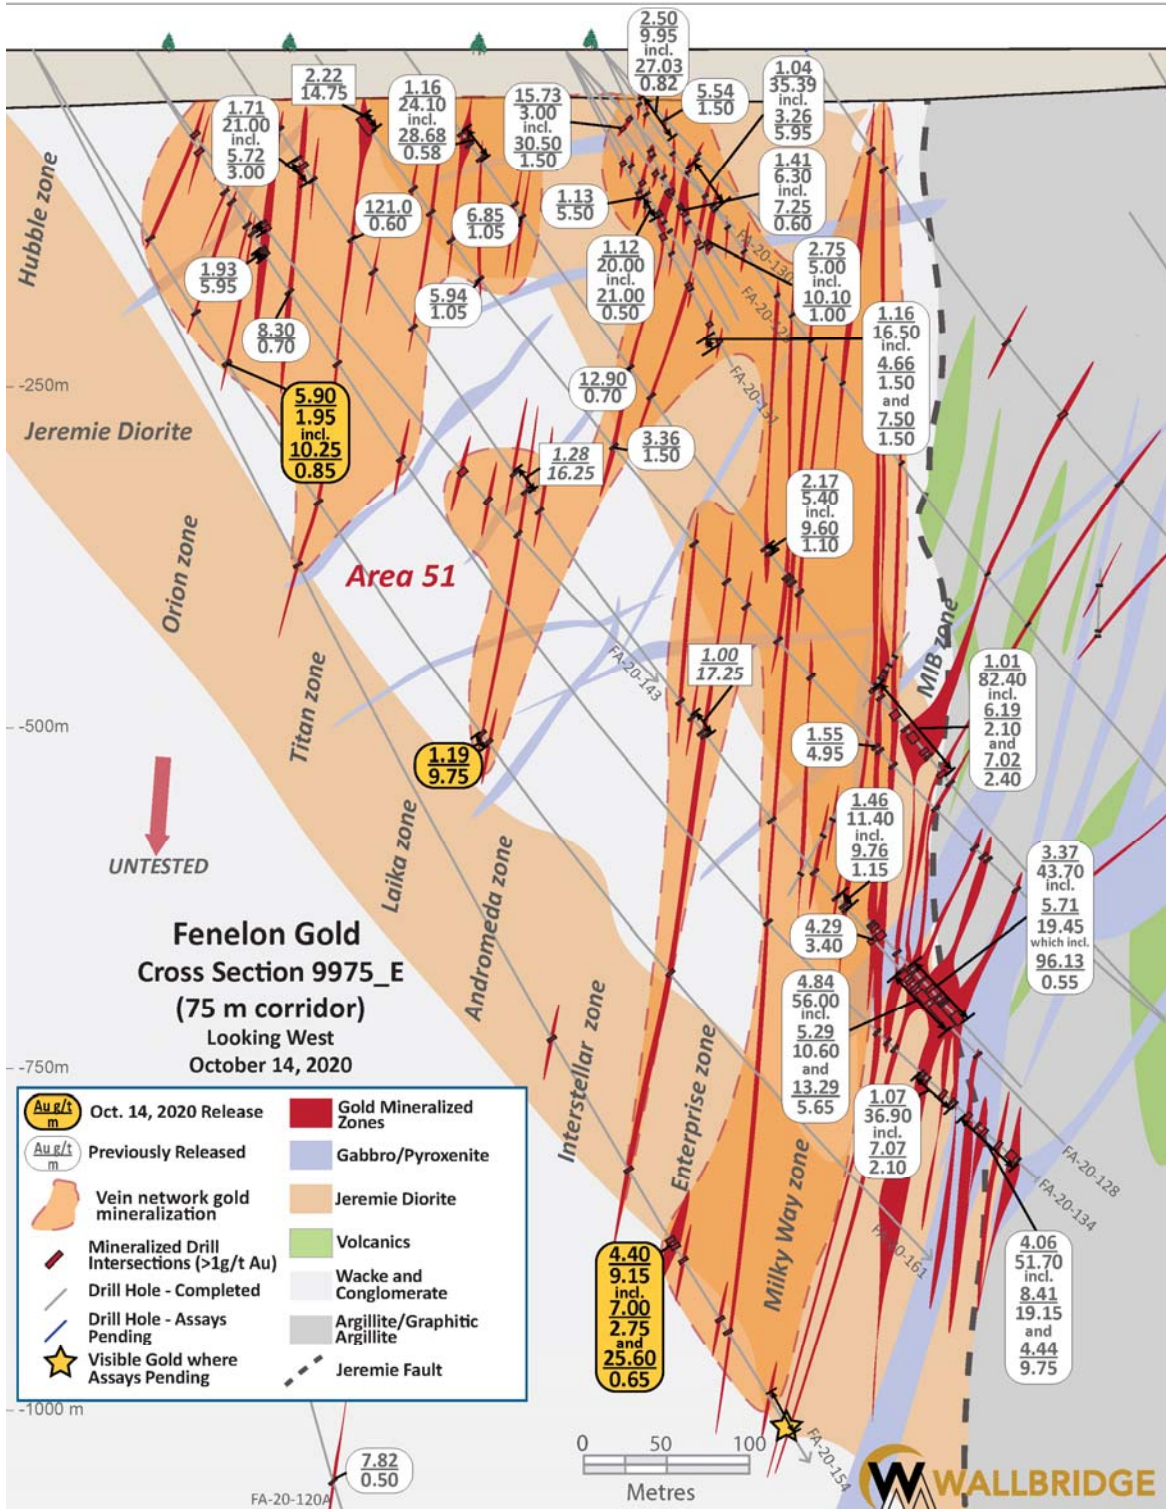 2.50
9.95
incl.
27.03
0.82
2.22
14.75
1.16
24.10
incl.
28.68
0.58
15.73
3.00
incl.
30.50
1.50
5.54
1.50
1.04
35.39
incl.
3.26
5.95
1.71
21.00
incl.
5.72
3.00
1.41
6.30
incl.
7.25
0.60
Hubble zone
121.0
0.60
6.85
1.05
1.13
5.50
1.12
20.00
incl.
21.00
0.50
FA-20-130
2.75
5.00
incl.
10.10
1.00
1.93
5.95
5.94
1.05
8.30
0.70
1.16
16.50
incl.
4.66
1.50
and
7.50
1.50
FA-20-131
-250m
12.90
0.70
5.90
1.95
incl.
10.25
0.85
Jeremie Diorite
3.36
1.50
1.28
16.25
2.17
5.40
incl.
9.60
1.10
Orion zone
Area 51
MIB zone
FA-20-143
1.00
17.25
1.01
82.40
incl.
6.19
2.10
and
7.02
2.40
Titan zone
-500m
1.55
4.95
1.19
9.75
1.46
11.40
incl.
9.76
1.15
UNTESTED
Laika zone
Andromeda zone
3.37
43.70
incl.
5.71
19.45
which incl.
96.13
0.55
4.29
3.40
Fenelon Gold
Cross Section 9975_E
(75 m corridor)
Looking West
October 14, 2020
4.84
56.00
incl.
5.29
10.60
and
13.29
5.65
-750m
Interstellar zone
Enterprise zone
Milky Way zone
1.07
36.90
incl.
7.07
2.10
FA-20-128
FA-20-134
FA-20-161
Au g/t
m
Oct. 14, 2020 Release
Au g/t
m
Previously Released
Vein network gold
mineralization
Mineralized Drill
Intersections (>1g/t Au)
Drill Hole - Completed
Drill Hole - Assays
Pending
Visible Gold where
Assays Pending
Gold Mineralized
Zones
Gabbro/Pyroxenite
Jeremie Diorite
Volcanics
Wacke and
Conglomerate
Argillite/Graphitic
Argillite
Jeremie Fault
4.40
9.15
incl.
7.00
2.75
and
25.60
0.65
4.06
51.70
incl.
8.41
19.15
and
4.44
9.75
-1000 m
7.82
0.50
FA-20-120A
0 50 100
Metres
FA-20-154
WALLBRIDGE